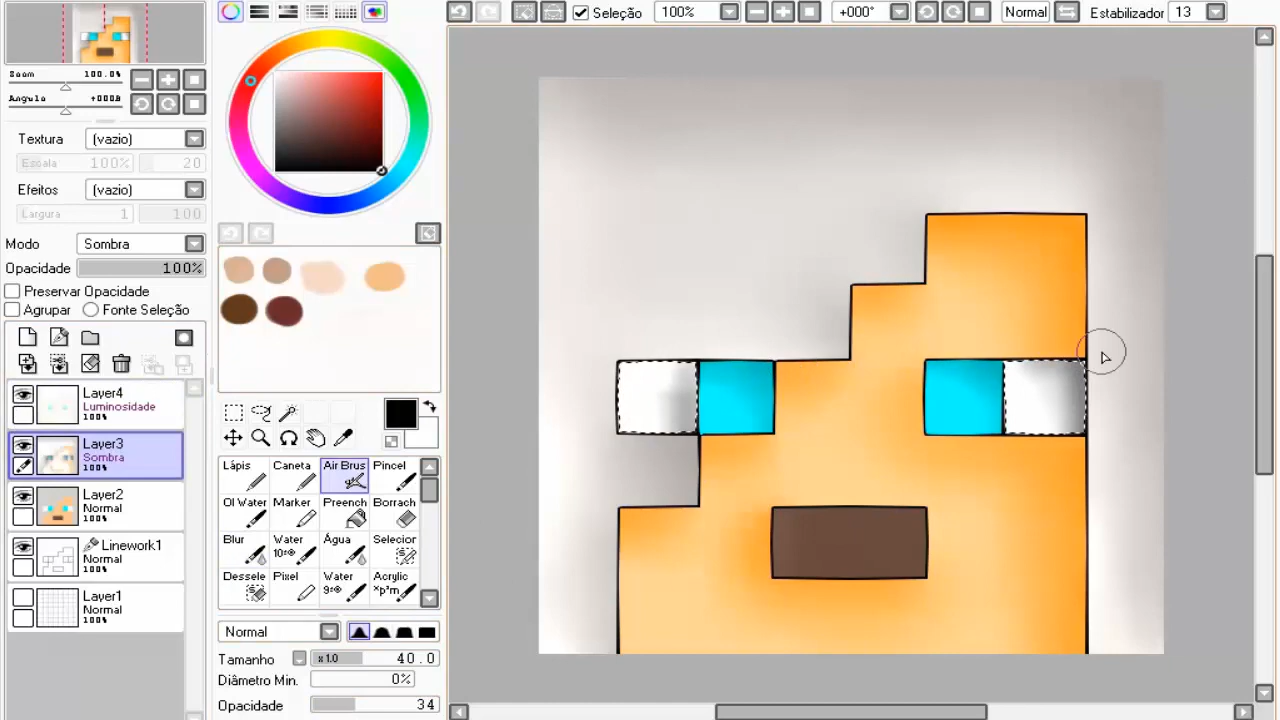 Seleção 100% +000° Normal Estabilizador 13
Zoom 100.0%
Angulo
Textura (vazio)
Escala 100% 20
Efeitos (vazio)
Largura 1 100
Modo Sombra
Opacidade 100%
Preservar Opacidade
Agrupar Fonte Seleção
Layer4
Luminosidade
100%
Layer3
Sombra
100%
Layer2
Normal
100%
Linework1
Normal
100%
Layer1
Normal
100%
Lápis Caneta Air Brus Pincel
Ol Water Marker Preench Borrach
Blur Water Água Selecior
Dessele Pixel Water Acrylic
Normal
Tamanho x1.0 40.0
Diâmetro Min. 0%
Opacidade 34